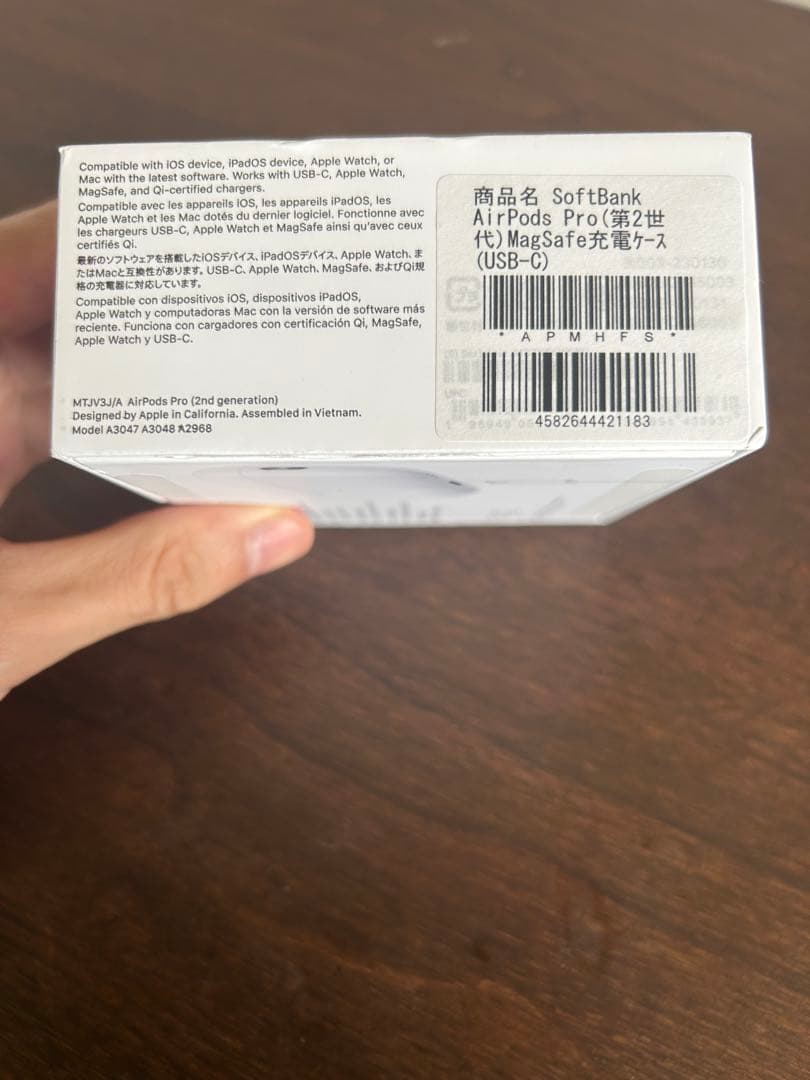 Compatible with iOS device, iPadOS device, Apple Watch, or
Mac with the latest software. Works with USB-C, Apple Watch,
MagSafe, and Qi-certified chargers.
Compatible avec les appareils iOS, les appareils iPadOS, les
Apple Watch et les Mac dotés du dernier logiciel. Fonctionne avec
les chargeurs USB-C, Apple Watch et MagSafe ainsi qu'avec ceux
certifiés Qi.
最新のソフトウェアを搭載したiOSデバイス、iPadOSデバイス、Apple Watch、ま
たはMacと互換性があります。USB-C、Apple Watch、MagSafe、およびQi規
格の充電器に対応しています。
Compatible con dispositivos iOS, dispositivos iPadOS,
Apple Watch y computadoras Mac con la versión de software más
reciente. Funciona con cargadores con certificación Qi, MagSafe,
Apple Watch y USB-C.
MTJV3J/A AirPods Pro (2nd generation)
Designed by Apple in California. Assembled in Vietnam.
Model A3047 A3048 A2968
商品名 SoftBank
AirPods Pro(第2世
代)MagSafe充電ｹｰｽ
(USB-C)
*APMHFS*
4582644421183